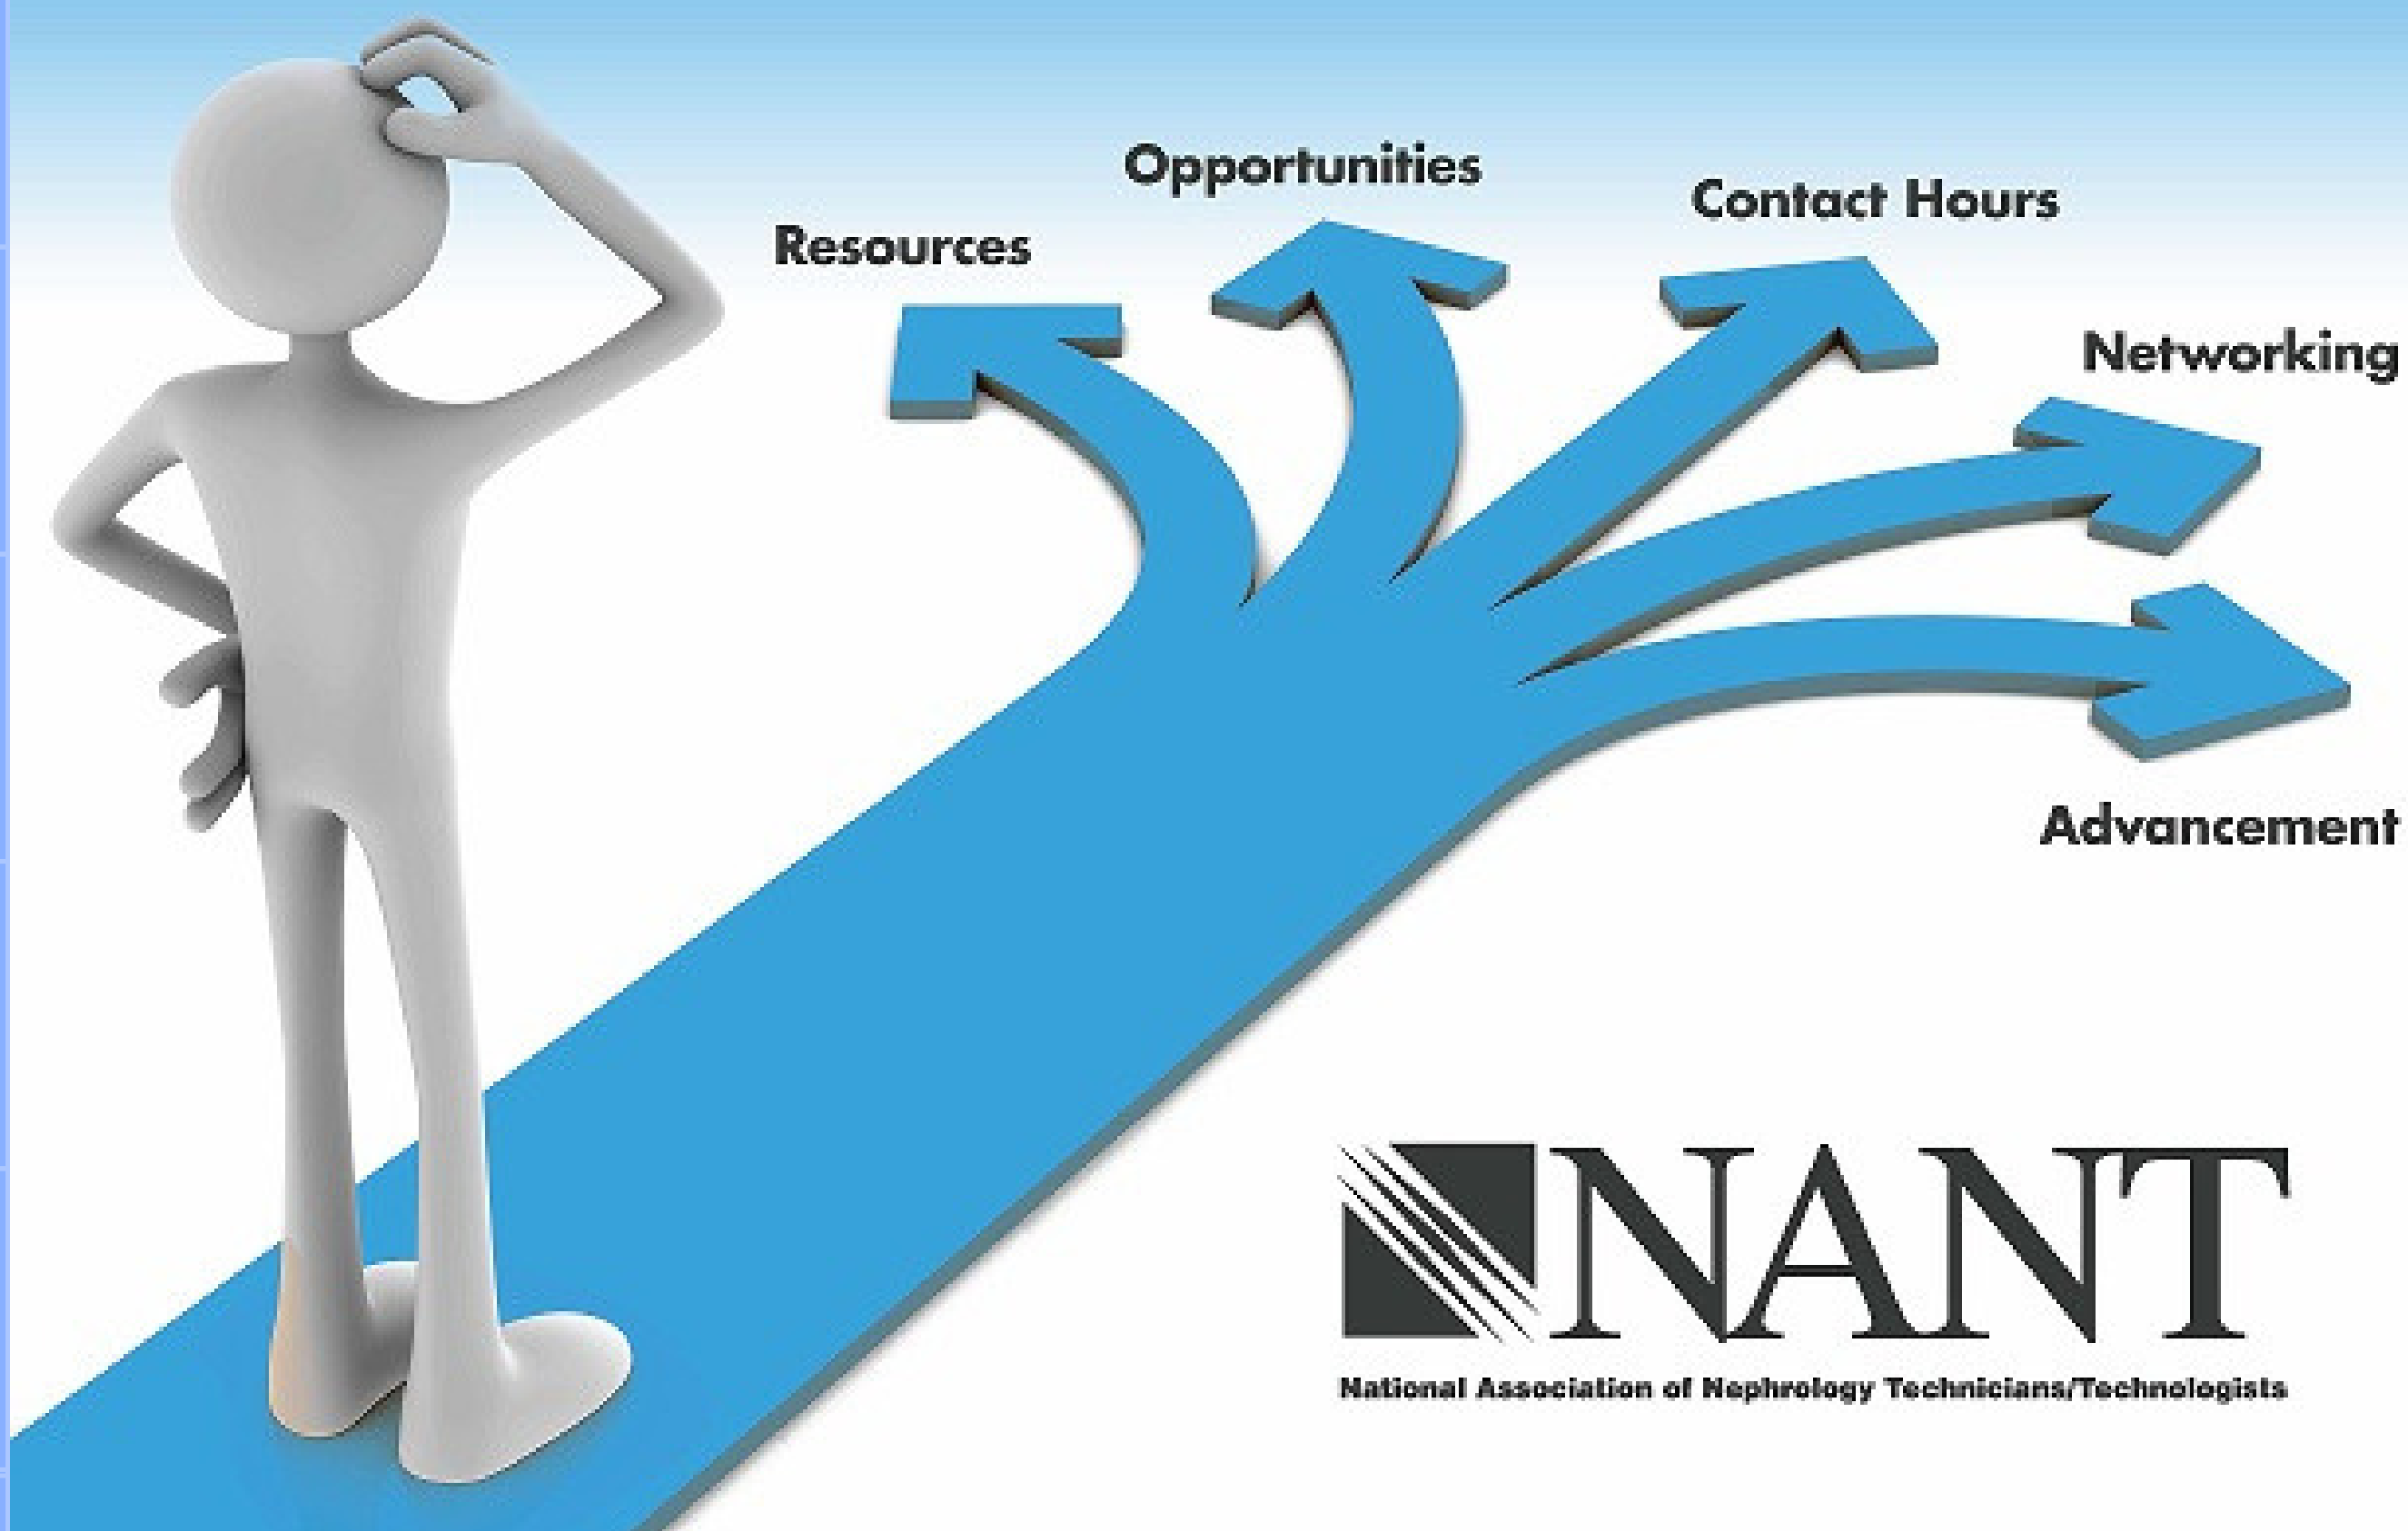 Opportunities
Contact Hours
Resources
Networking
Advancement
NANT
National Association of Nephrology Technicians/Technologists